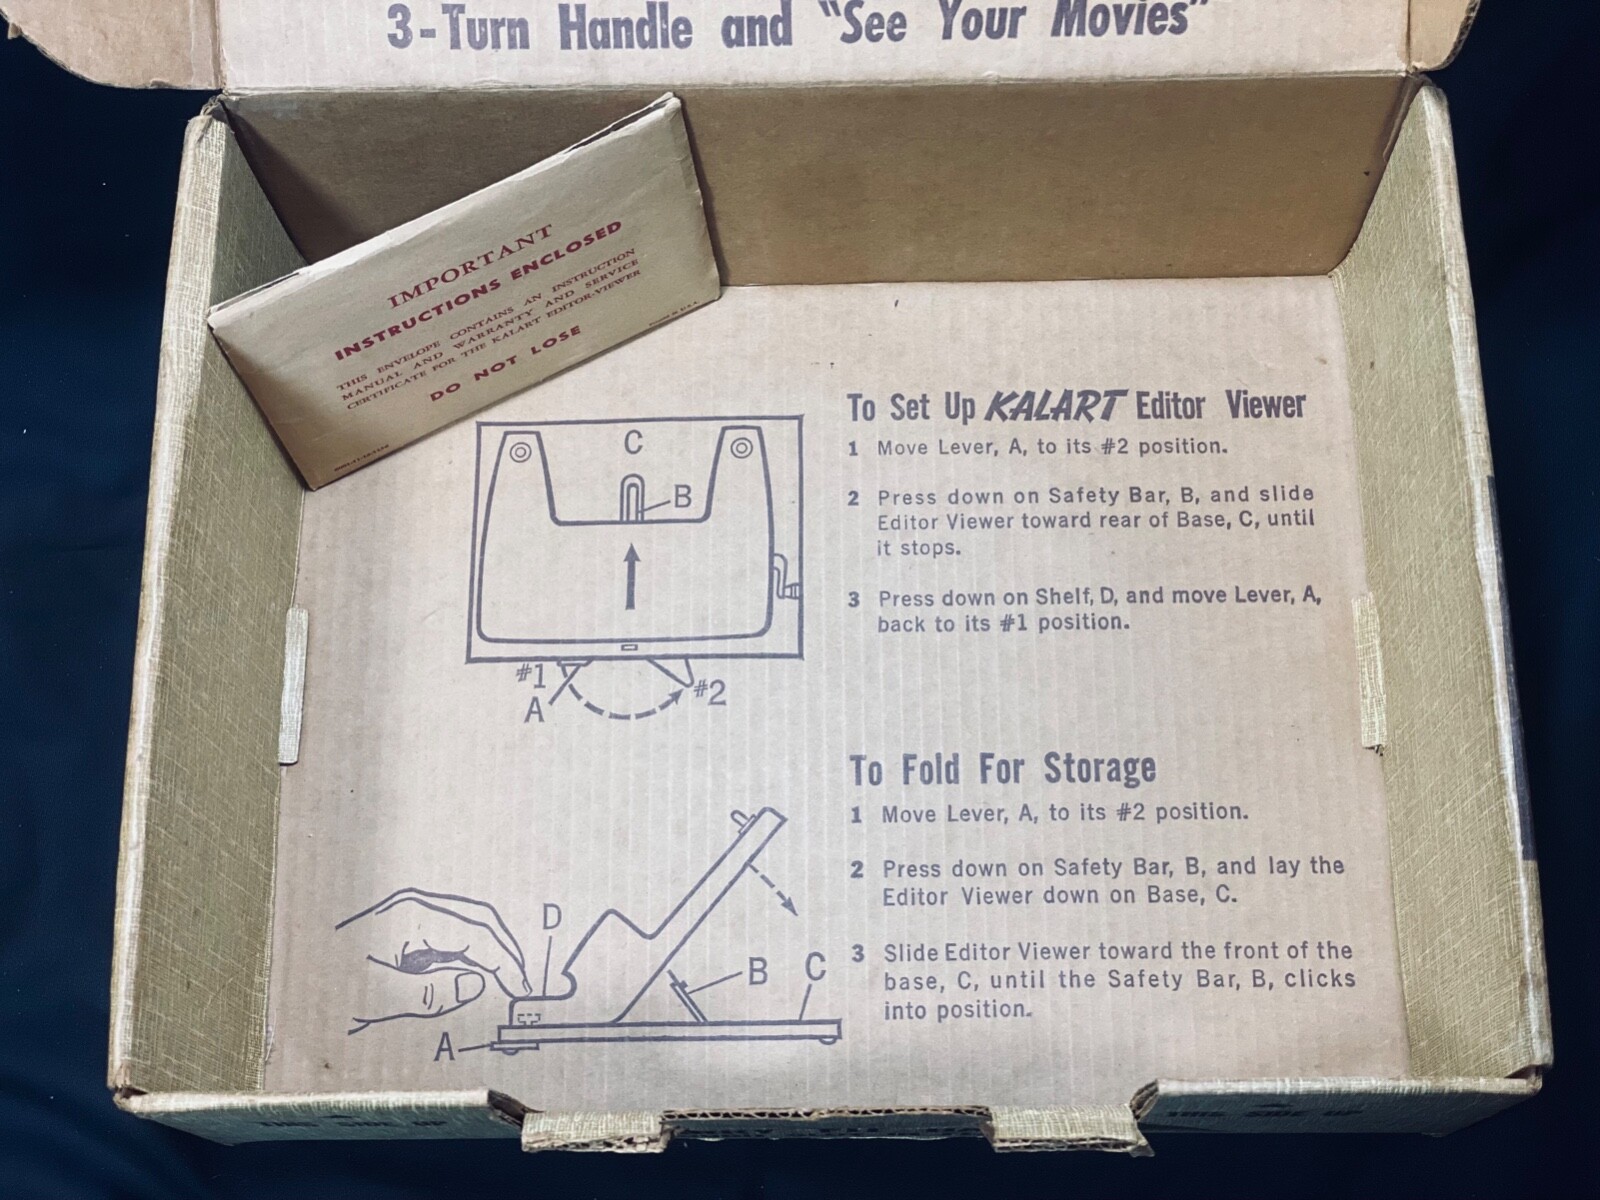 3-Turn Handle and "See Your Movies"
IMPORTANT
INSTRUCTIONS ENCLOSED
THIS ENVELOPE CONTAINS AN INSTRUCTION
MANUAL AND WARRANTY AND SERVICE
CERTIFICATE FOR THE KALART EDITOR-VIEWER
DO NOT LOSE
C
B
#1
A
#2
To Set Up KALART Editor Viewer
1 Move Lever, A, to its #2 position.
2 Press down on Safety Bar, B, and slide
Editor Viewer toward rear of Base, C, until
it stops.
3 Press down on Shelf, D, and move Lever, A,
back to its #1 position.
To Fold For Storage
1 Move Lever, A, to its #2 position.
2 Press down on Safety Bar, B, and lay the
Editor Viewer down on Base, C.
3 Slide Editor Viewer toward the front of the
base, C, until the Safety Bar, B, clicks
into position.
D
B
C
A
THIS SIDE UP
THIS SIDE UP